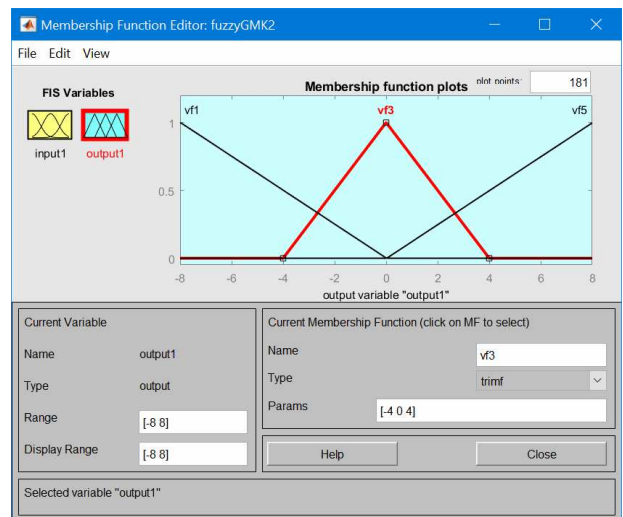 Membership Function Editor: fuzzyGMK2
File Edit View
FIS Variables
input1 output1
Membership function plots plot points: 181
vf1 vf3 vf5
1
0.5
0
-8 -6 -4 -2 0 2 4 6 8
output variable "output1"
Current Variable
Name output1
Type output
Range [-8 8]
Display Range [-8 8]
Current Membership Function (click on MF to select)
Name vf3
Type trimf
Params [-4 0 4]
Help Close
Selected variable "output1"